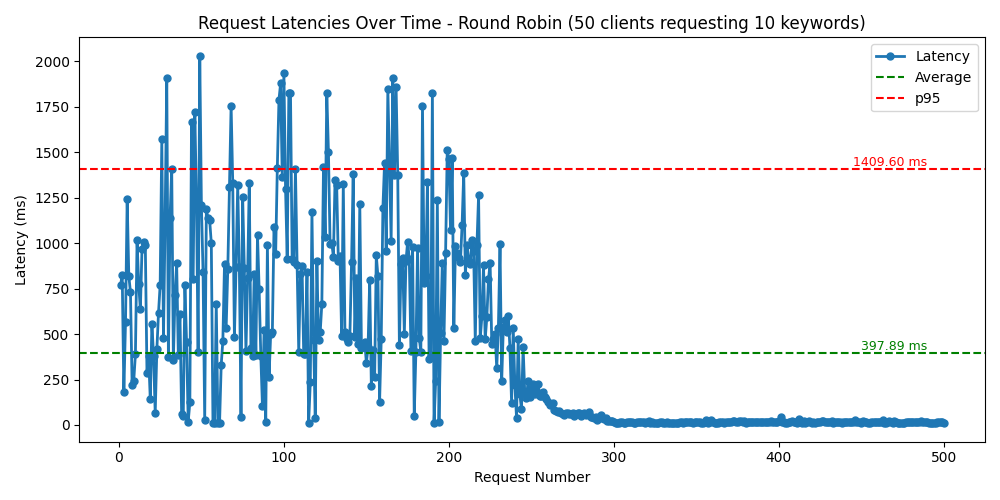 Request Latencies Over Time - Round Robin (50 clients requesting 10 keywords)
Latency (ms)
2000
1750
1500
1250
1000
750
500
250
0
Latency
Average
p95
1409.60 ms
397.89 ms
0
100
200
300
400
500
Request Number